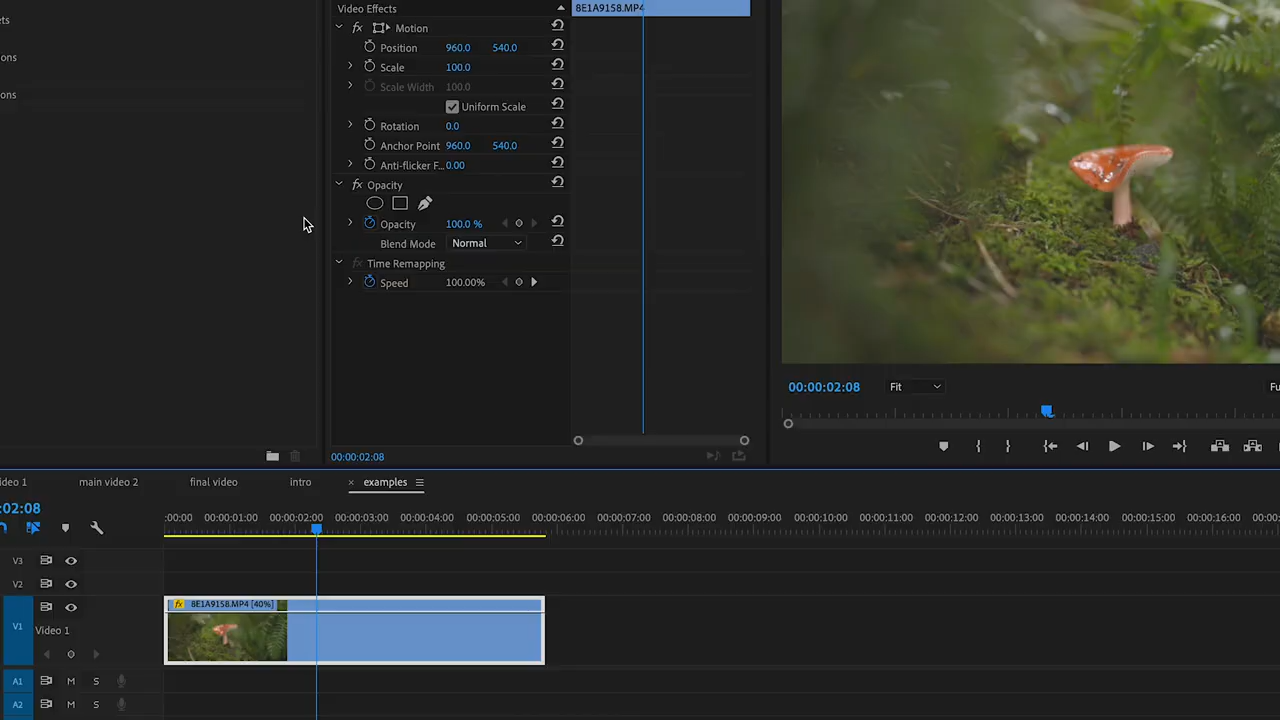 ets
ons
ons
Video Effects
8E1A9158.MP4
Motion
Position 960.0 540.0
Scale 100.0
Scale Width 100.0
Uniform Scale
Rotation 0.0
Anchor Point 960.0 540.0
Anti-flicker F... 0.00
fx Opacity
Opacity 100.0 %
Blend Mode Normal
Time Remapping
Speed 100.00%
00:00:02:08
00:00:02:08 Fit Fu
ideo 1 main video 2 final video intro × examples
:02:08
:00:00 00:00:01:00 00:00:02:00 00:00:03:00 00:00:04:00 00:00:05:00 00:00:06:00 00:00:07:00 00:00:08:00 00:00:09:00 00:00:10:00 00:00:11:00 00:00:12:00 00:00:13:00 00:00:14:00 00:00:15:00 00:00:16:00 00:00
V3
V2
fx 8E1A9158.MP4 [40%]
V1
Video 1
A1 M S
A2 M S